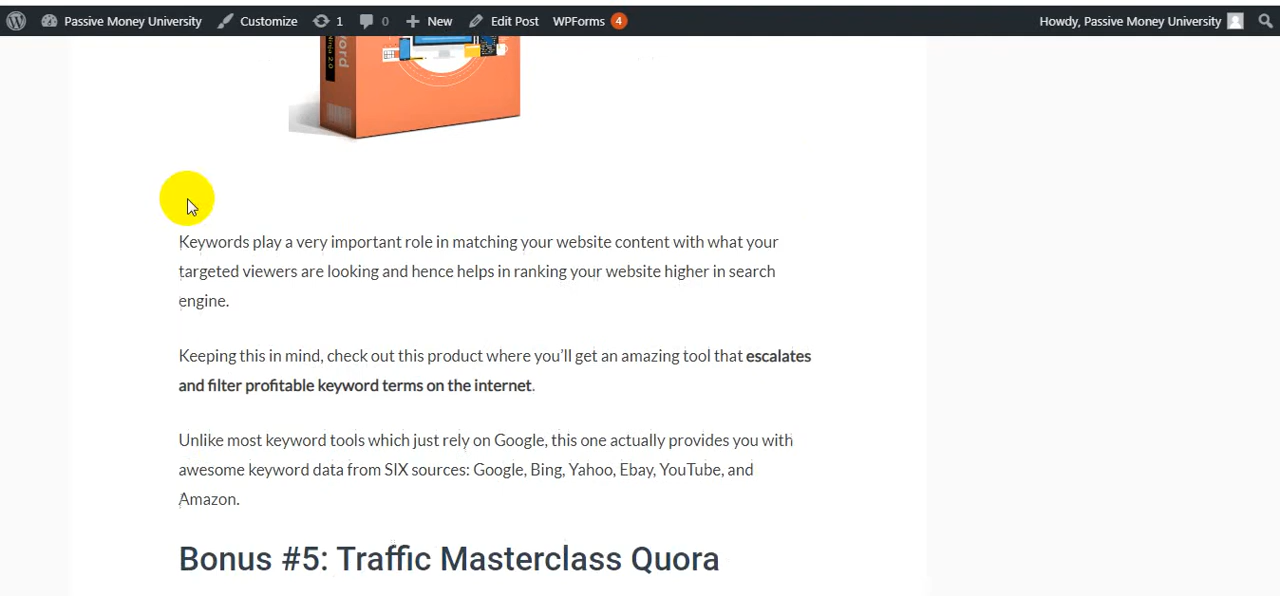 Passive Money University Customize 1 0 New Edit Post WPForms 4 Howdy, Passive Money University
word
Ninja 2.0
Keywords play a very important role in matching your website content with what your
targeted viewers are looking and hence helps in ranking your website higher in search
engine.
Keeping this in mind, check out this product where you'll get an amazing tool that escalates
and filter profitable keyword terms on the internet.
Unlike most keyword tools which just rely on Google, this one actually provides you with
awesome keyword data from SIX sources: Google, Bing, Yahoo, Ebay, YouTube, and
Amazon.
Bonus #5: Traffic Masterclass Quora